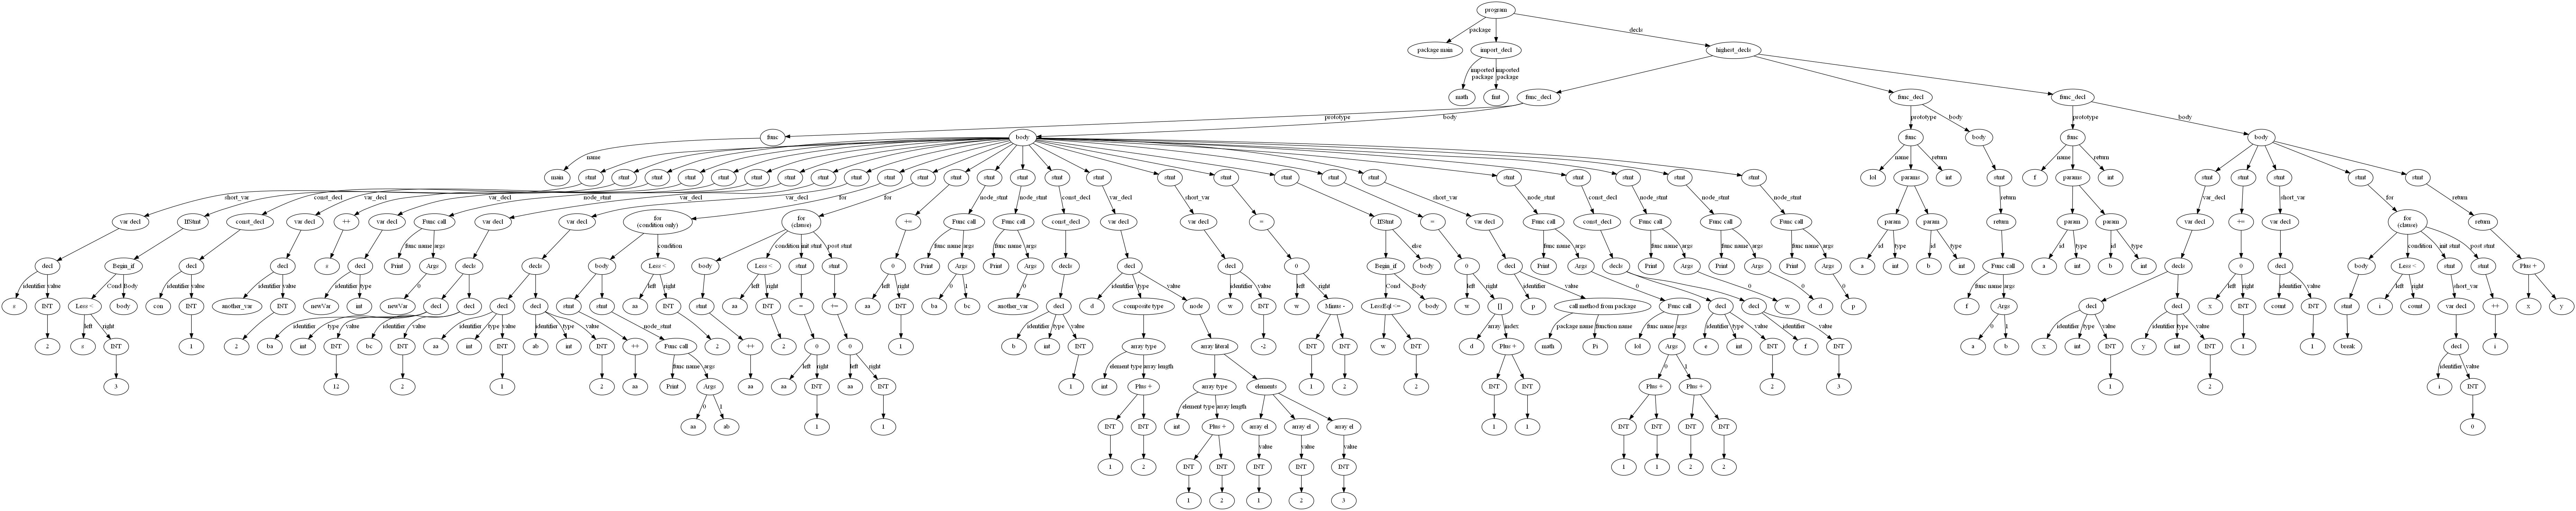 program
package decls
package main import_decl highest_decls
imported package imported package
math fmt func_decl func_decl func_decl
prototype body prototype body prototype body
func body func body func body
name name return name return
main stmt stmt stmt stmt stmt stmt stmt stmt stmt stmt stmt stmt stmt stmt stmt stmt stmt stmt stmt stmt stmt stmt stmt stmt stmt stmt lol params int stmt f params int stmt stmt stmt stmt stmt
short_var const_decl var_decl var_decl node_stmt var_decl var_decl for for node_stmt node_stmt const_decl var_decl short_var short_var node_stmt const_decl node_stmt node_stmt node_stmt return var_decl short_var for return
var decl IfStmt const_decl var decl ++ var decl Func call var decl var decl for (condition only) for (clause) += Func call Func call const_decl var decl var decl = IfStmt = var decl Func call const_decl Func call Func call Func call param param return param param var decl += var decl for (clause) return
func name args condition condition init stmt post stmt func name args func name args else func name args func name args func name args func name args id type id type id type id type condition init stmt post stmt
decl Begin_if decl decl decl Print Args decls decls body Less < body Less < stmt stmt 0 Print Args Print Args decls decl decl 0 Begin_if body 0 decl Print Args decls Print Args Print Args Print Args a int b int Func call a int b int decls 0 decl body Less < stmt stmt Plus +
identifier value Cond Body identifier value identifier value identifier type 0 left right left right left right 0 1 0 identifier type value identifier value left right Cond Body left right identifier value 0 0 0 0 func name args left right identifier value left right short_var
INT Less < body con INT another_var INT newVar int newVar decl decl decl decl stmt stmt aa INT stmt aa INT = += aa INT ba bc another_var decl d composite type node w INT w Minus - LessEql <= body w [] p call method from package Func call decl decl w d p f Args decl decl x INT count INT stmt i count var decl ++ x y
left right identifier type value identifier value identifier type value identifier type value node_stmt identifier type value array index package name function name func name args identifier type value identifier value 0 1 identifier type value identifier type value
2 INT 1 2 ba int INT bc INT aa int INT ab int INT ++ Func call 2 ++ 2 0 0 1 b int INT array type array literal -2 INT INT w INT d Plus + math Pi lol Args e int INT f INT a b x int INT y int INT 1 1 break decl i
func name args left right left right element type array length 0 1 identifier value
3 12 2 1 2 aa Print Args aa aa INT aa INT 1 int Plus + array type elements 1 2 2 INT INT Plus + Plus + 2 3 1 2 i INT
0 1 element type array length
aa ab 1 1 INT INT int Plus + array el array el array el 1 1 INT INT INT INT 0
value value value
1 2 INT INT INT INT INT 1 1 2 2
1 2 1 2 3